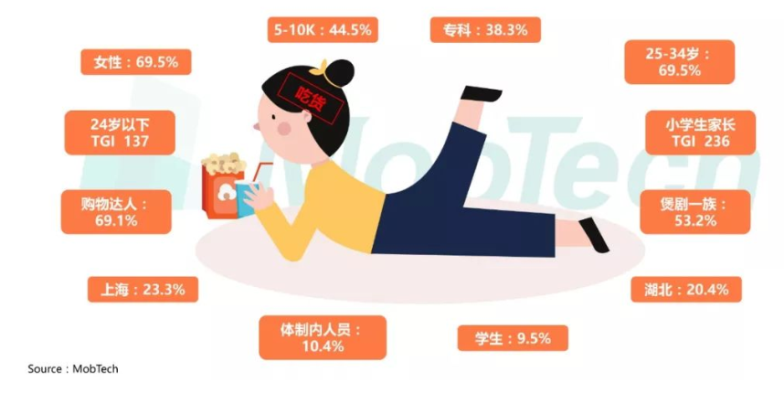 5-10K：44.5%
专科：38.3%
女性：69.5%
25-34岁：
69.5%
吃货
24岁以下
TGI 137
小学生家长
TGI 236
MobTech
购物达人：
69.1%
煲剧一族：
53.2%
上海：23.3%
湖北：20.4%
体制内人员：
10.4%
学生：9.5%
Source：MobTech